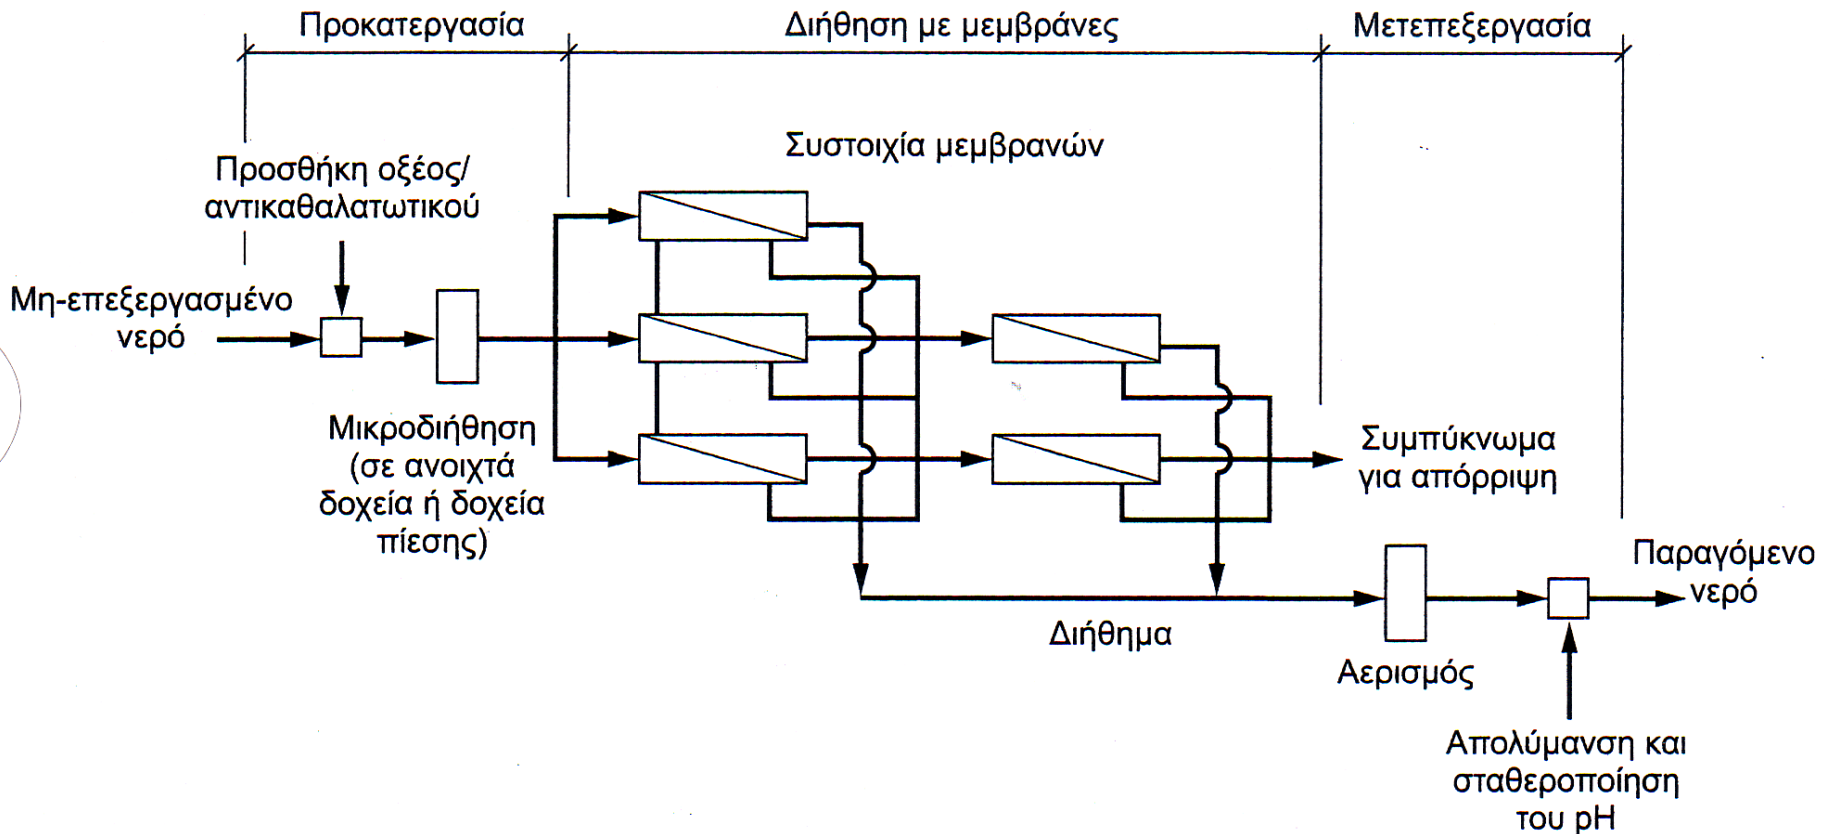 Προκατεργασία
Διήθηση με μεμβράνες
Μετεπεξεργασία
Συστοιχία μεμβρανών
Προσθήκη οξέος/
αντικαθαλατωτικού
Μη-επεξεργασμένο
νερό
Μικροδιήθηση
(σε ανοιχτά
δοχεία ή δοχεία
πίεσης)
Συμπύκνωμα
για απόρριψη
Παραγόμενο
νερό
Διήθημα
Αερισμός
Απολύμανση και
σταθεροποίηση
του pH